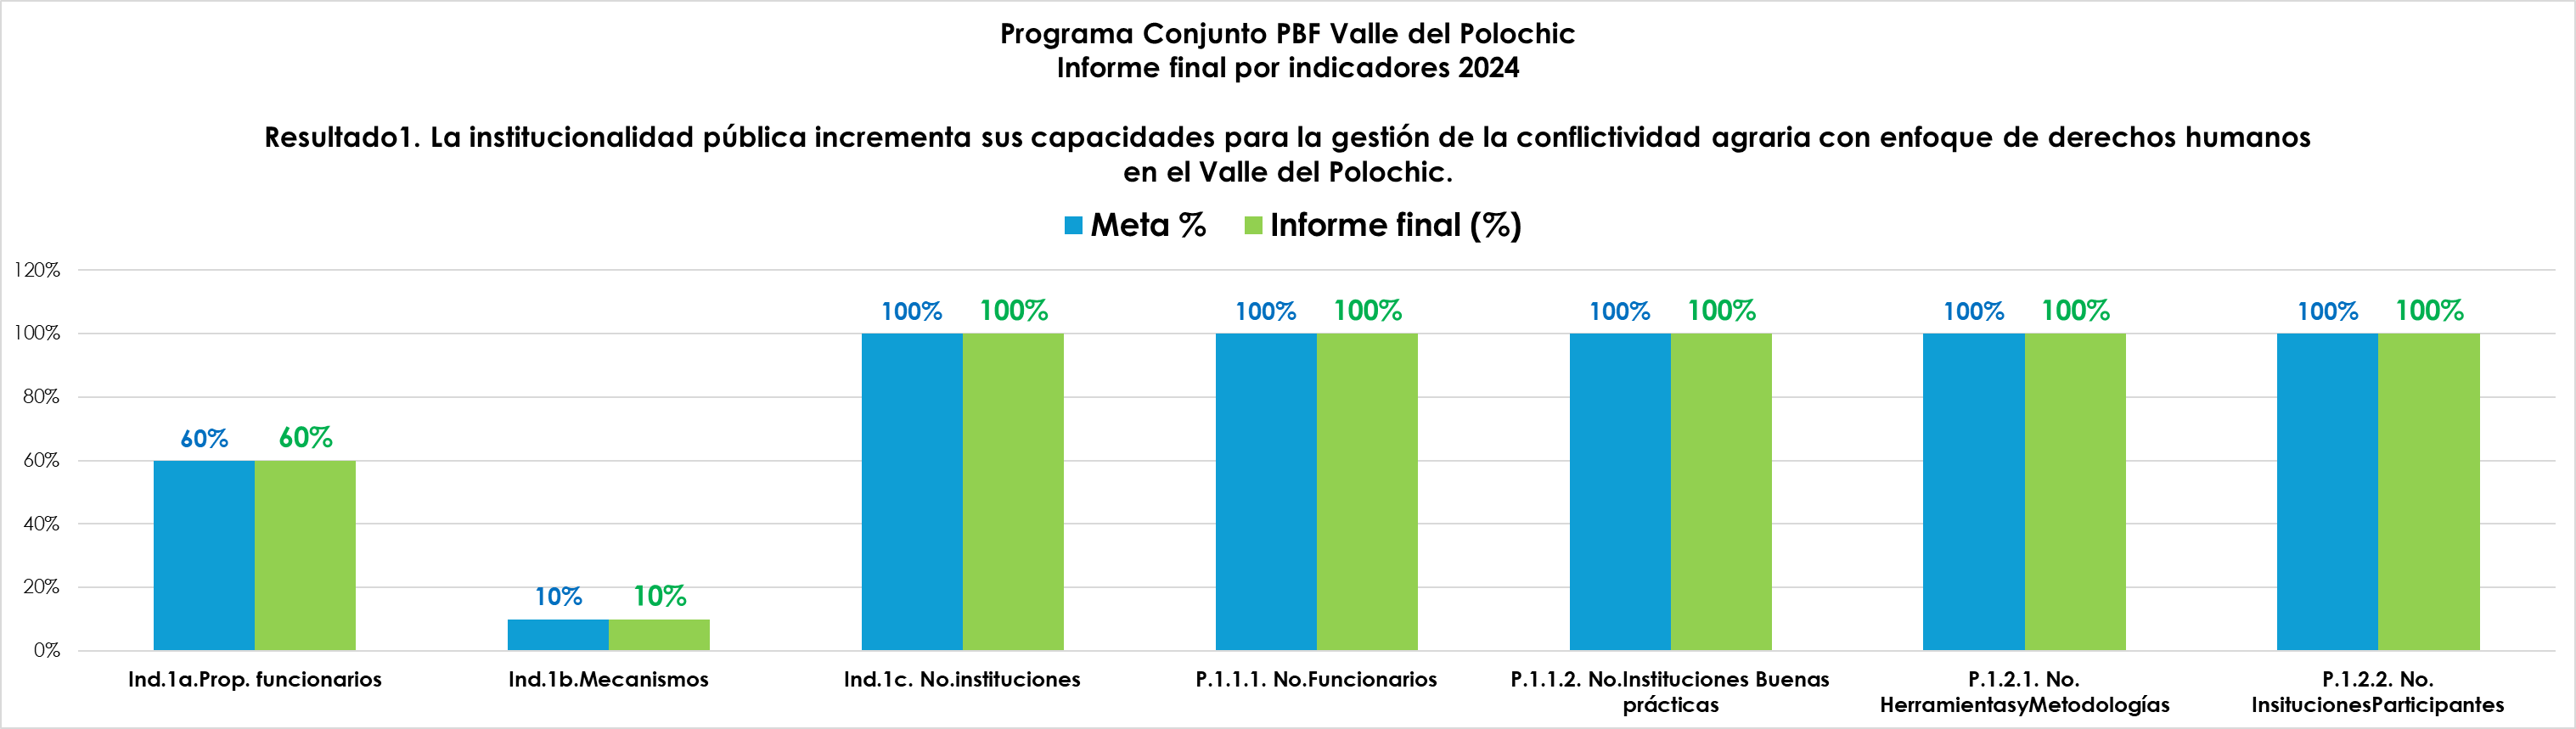 Programa Conjunto PBF Valle del Polochic
Informe final por indicadores 2024
Resultado1. La institucionalidad pública incrementa sus capacidades para la gestión de la conflictividad agraria con enfoque de derechos humanos
en el Valle del Polochic.
Meta % Informe final (%)
120%
100%
80%
60%
40%
20%
0%
60% 60%
10% 10%
100% 100%
100% 100%
100% 100%
100% 100%
100% 100%
Ind.1a.Prop. funcionarios
Ind.1b.Mecanismos
Ind.1c. No.instituciones
P.1.1.1. No.Funcionarios
P.1.1.2. No.Instituciones Buenas
prácticas
P.1.2.1. No.
HerramientasyMetodologías
P.1.2.2. No.
InsitucionesParticipantes